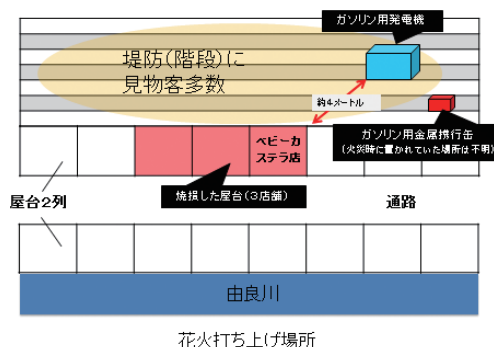 ガソリン用発電機
堤防(階段)に
見物客多数
約4メートル
ガソリン用金属携行缶
(火災時に置かれていた場所は不明)
ベビーカ
ステラ店
焼損した屋台(3店舗)
屋台2列
通路
由良川
花火打ち上げ場所